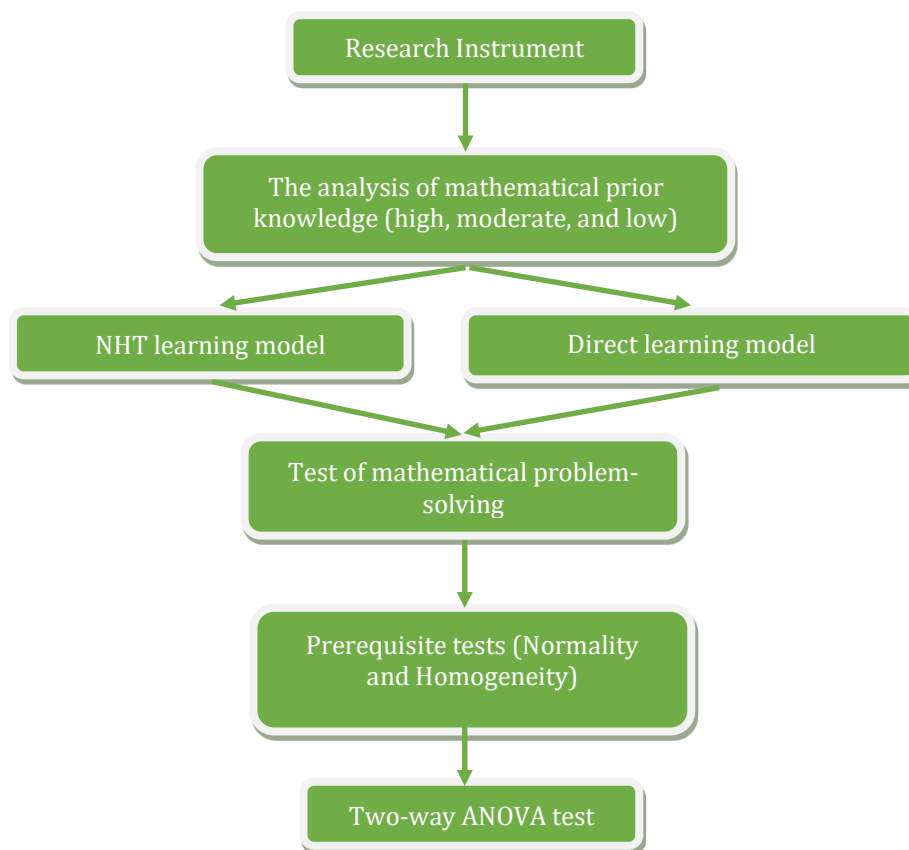 Research Instrument
The analysis of mathematical prior
knowledge (high, moderate, and low)
NHT learning model
Direct learning model
Test of mathematical problem-
solving
Prerequisite tests (Normality
and Homogeneity)
Two-way ANOVA test